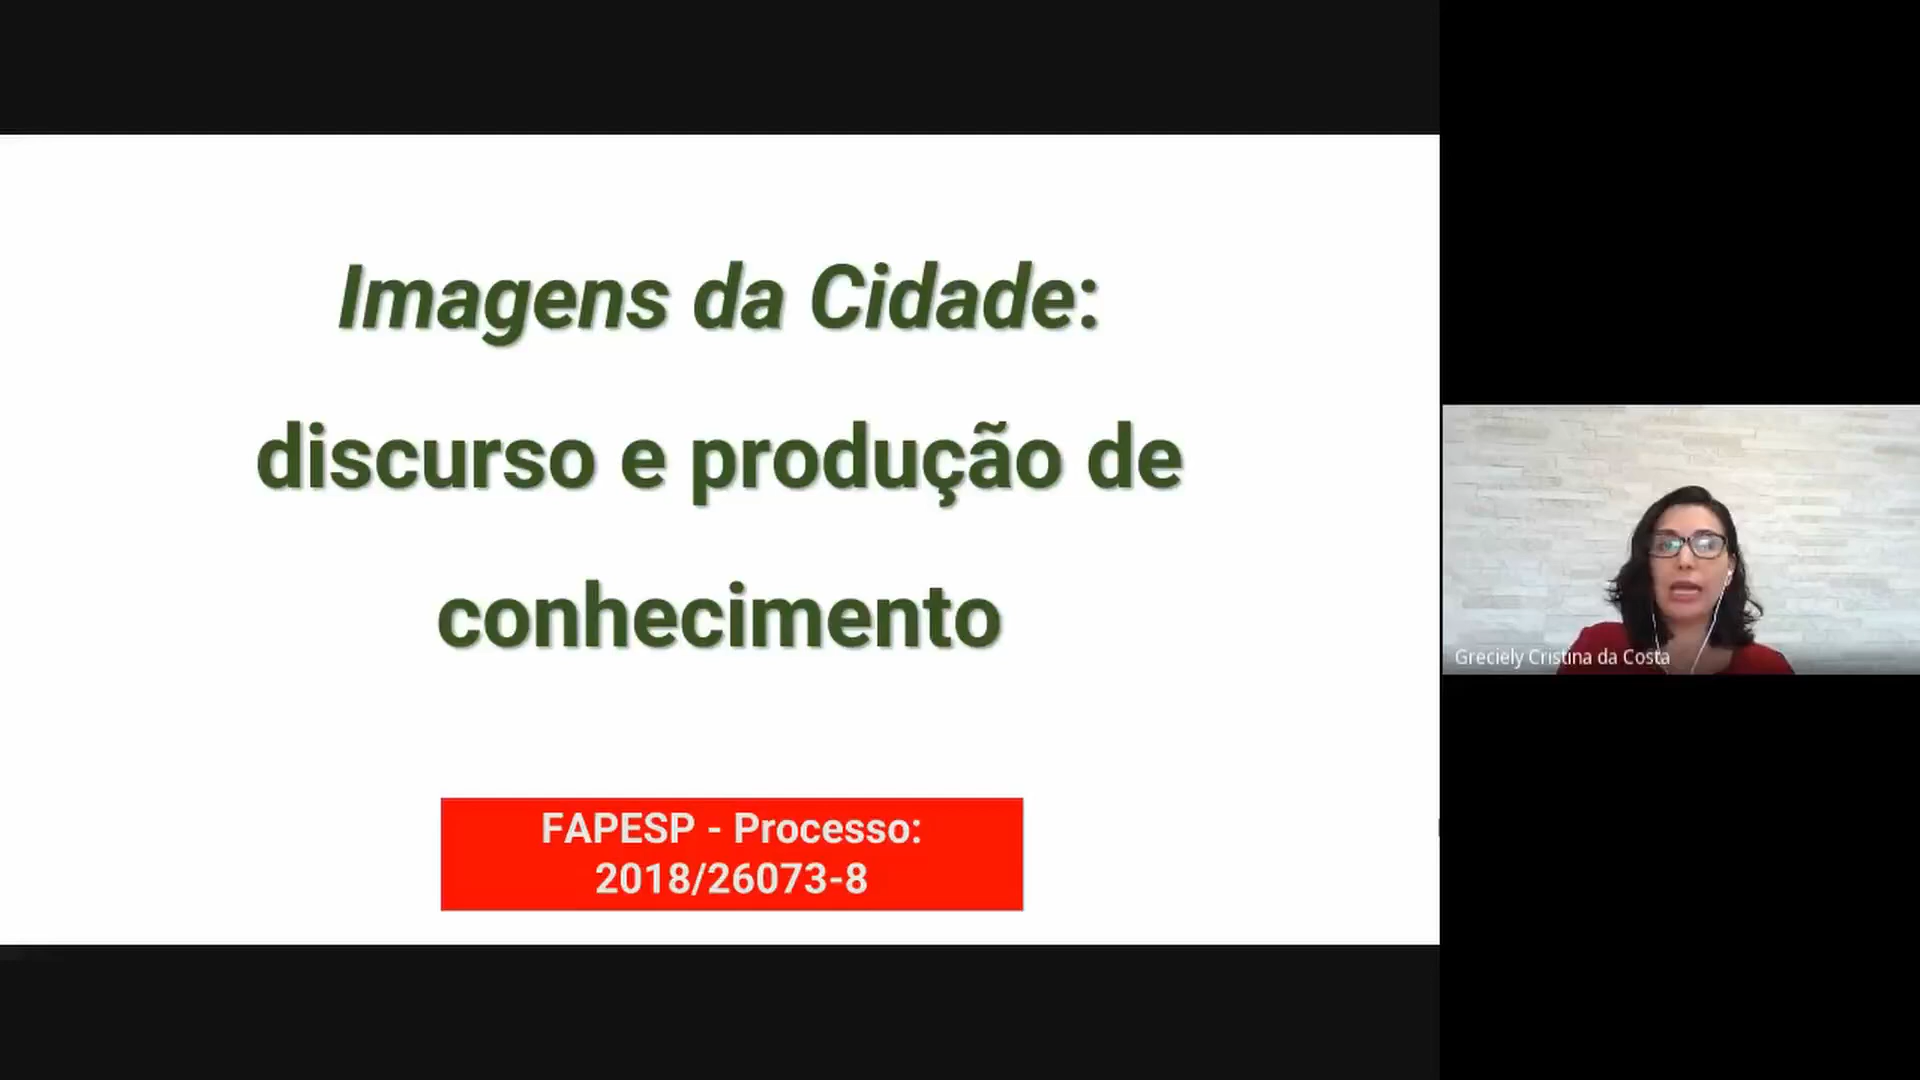 Imagens da Cidade:
discurso e produção de
conhecimento
FAPESP - Processo:
2018/26073-8
Greciely Cristina da Costa